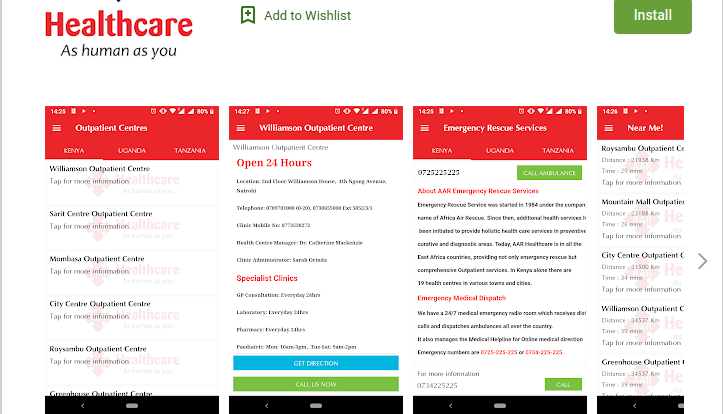 Healthcare
As human as you
Add to Wishlist
Install
14:25
80%
Outpatient Centres
KENYA UGANDA TANZANIA
Williamson Outpatient Centre
Tap for more information
Sarit Centre Outpatient Centre
Tap for more information
Mombasa Outpatient Centre
Tap for more information
City Centre Outpatient Centre
Tap for more information
Roysambu Outpatient Centre
Tap for more information
Greenhouse Outpatient Centre
14:27
80%
Williamson Outpatient Centre
Williamson Outpatient Centre
Open 24 Hours
Location: 2nd Floor Williamson House, 4th Ngong Avenue,
Nairobi
Telephone: 0709701000 (0-20), 0730655000 Ext 5052/3/1
Clinic Mobile No: 0773538272
Health Centre Manager: Dr. Catherine Mackenzie
Clinic Administrator: Sarah Orinda
Specialist Clinics
GP Consultation: Everyday 24hrs
Laboratory: Everyday 24hrs
Pharmacy: Everyday 24hrs
Paediatric: Mon: 10am-3pm, Tue-Sat: 9am-2pm
GET DIRECTION
CALL US NOW
14:25
80%
Emergency Rescue Services
KENYA UGANDA TANZANIA
0725225225
CALL AMBULANCE
About AAR Emergency Rescue Services
Emergency Rescue Service was started in 1984 under the compan
name of Africa Air Rescue. Since then, additional health services h
been initiated to provide holistic health care services in preventive
curative and diagnostic areas. Today, AAR Healthcare is in all the
East Africa countries, providing not only emergency rescue but
comprehensive Outpatient services. In Kenya alone there are
19 health centres in various towns and cities.
Emergency Medical Dispatch
We have a 24/7 medical emergency radio room which receives dist
calls and dispatches ambulances all over the country.
It also manages the Medical Helpline for Online medical direction
Emergency numbers are 0725-225-225 or 0734-225-225.
For more information
0734225225
CALL
14:26
Near Me!
Roysambu Outpatient Ce
Distance : 21938 Km
Time : 29 mins
Tap for more information
Mountain Mall Outpatier
Distance : 23188 Km
Time : 26 mins
Tap for more information
City Centre Outpatient C
Distance : 31500 Km
Time : 34 mins
Tap for more information
Williamson Outpatient C
Distance : 34537 Km
Time : 39 mins
Tap for more information
Greenhouse Outpatient C
Distance : 34537 Km
Time : 39 mins
Tap for more information